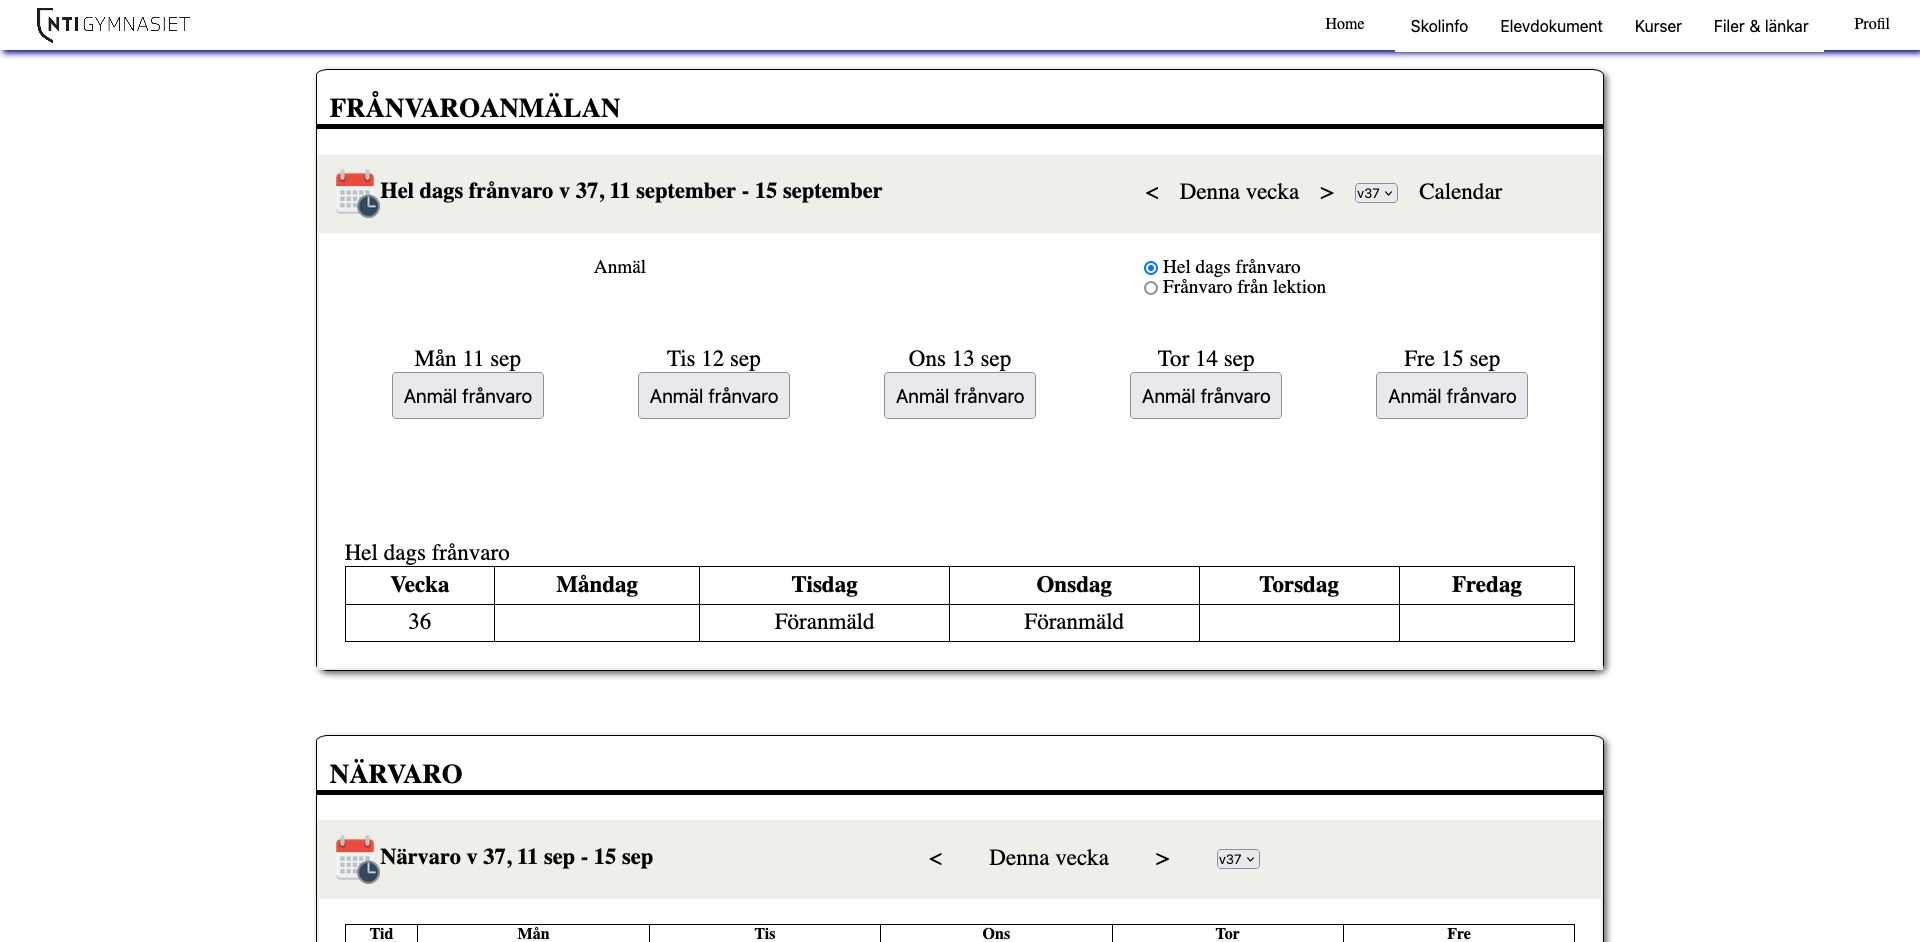 NTI GYMNASIET Home Skolinfo Elevdokument Kurser Filer & länkar Profil
FRÅNVAROANMÄLAN
Hel dags frånvaro v 37, 11 september - 15 september < Denna vecka > v37 Calendar
Anmäl Hel dags frånvaro
Frånvaro från lektion
Mån 11 sep Tis 12 sep Ons 13 sep Tor 14 sep Fre 15 sep
Anmäl frånvaro Anmäl frånvaro Anmäl frånvaro Anmäl frånvaro Anmäl frånvaro
Hel dags frånvaro
Vecka Måndag Tisdag Onsdag Torsdag Fredag
36 Föranmäld Föranmäld
NÄRVARO
Närvaro v 37, 11 sep - 15 sep < Denna vecka > v37
Tid Mån Tis Ons Tor Fre